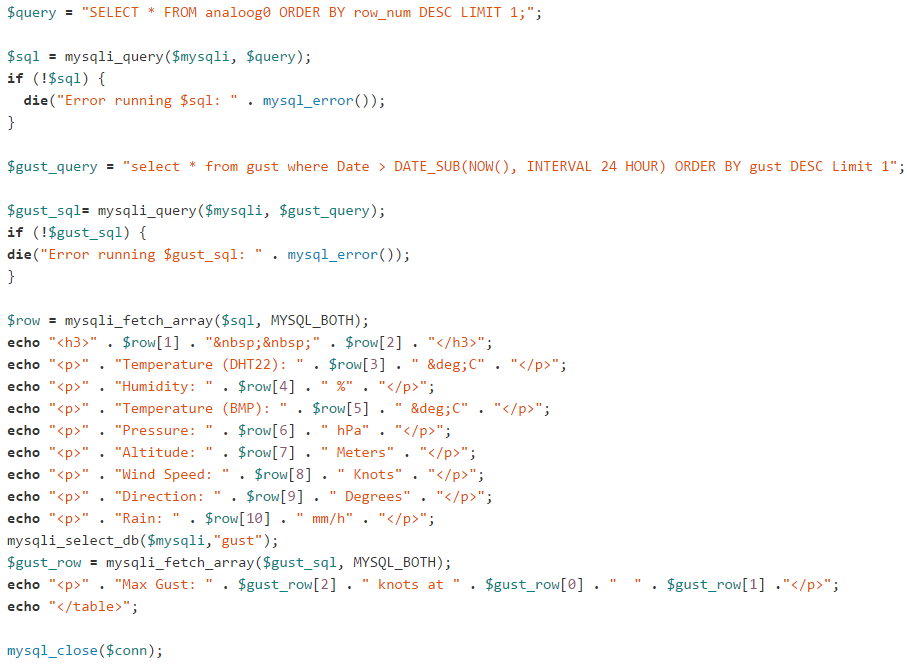 $query = "SELECT * FROM analoog0 ORDER BY row_num DESC LIMIT 1;";

$sql = mysqli_query($mysqli, $query);
if (!$sql) {
  die("Error running $sql: " . mysql_error());
}

$gust_query = "select * from gust where Date > DATE_SUB(NOW(), INTERVAL 24 HOUR) ORDER BY gust DESC Limit 1";

$gust_sql= mysqli_query($mysqli, $gust_query);
if (!$gust_sql) {
die("Error running $gust_sql: " . mysql_error());
}

$row = mysqli_fetch_array($sql, MYSQL_BOTH);
echo "<h3>" . $row[1] . "&nbsp;&nbsp;" . $row[2] . "</h3>";
echo "<p>" . "Temperature (DHT22): " . $row[3] . " &deg;C" . "</p>";
echo "<p>" . "Humidity: " . $row[4] . " %" . "</p>";
echo "<p>" . "Temperature (BMP): " . $row[5] . " &deg;C" . "</p>";
echo "<p>" . "Pressure: " . $row[6] . " hPa" . "</p>";
echo "<p>" . "Altitude: " . $row[7] . " Meters" . "</p>";
echo "<p>" . "Wind Speed: " . $row[8] . " Knots" . "</p>";
echo "<p>" . "Direction: " . $row[9] . " Degrees" . "</p>";
echo "<p>" . "Rain: " . $row[10] . " mm/h" . "</p>";
mysqli_select_db($mysqli,"gust");
$gust_row = mysqli_fetch_array($gust_sql, MYSQL_BOTH);
echo "<p>" . "Max Gust: " . $gust_row[2] . " knots at " . $gust_row[0] . "  " . $gust_row[1] ."</p>";
echo "</table>";

mysql_close($conn);